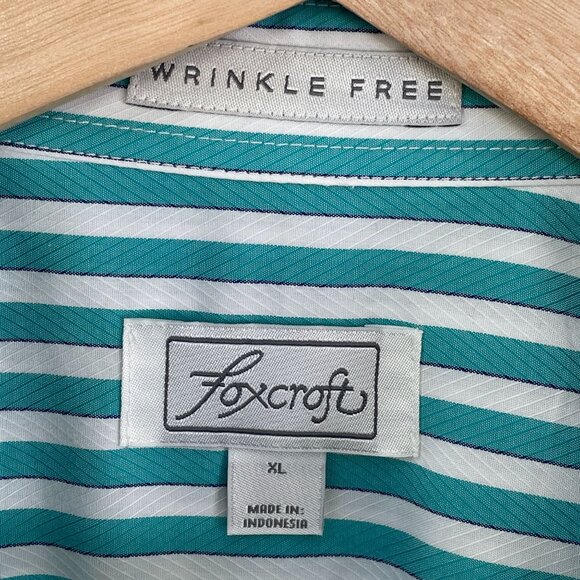 WRINKLE FREE
Foxcroft
XL
MADE IN:
INDONESIA